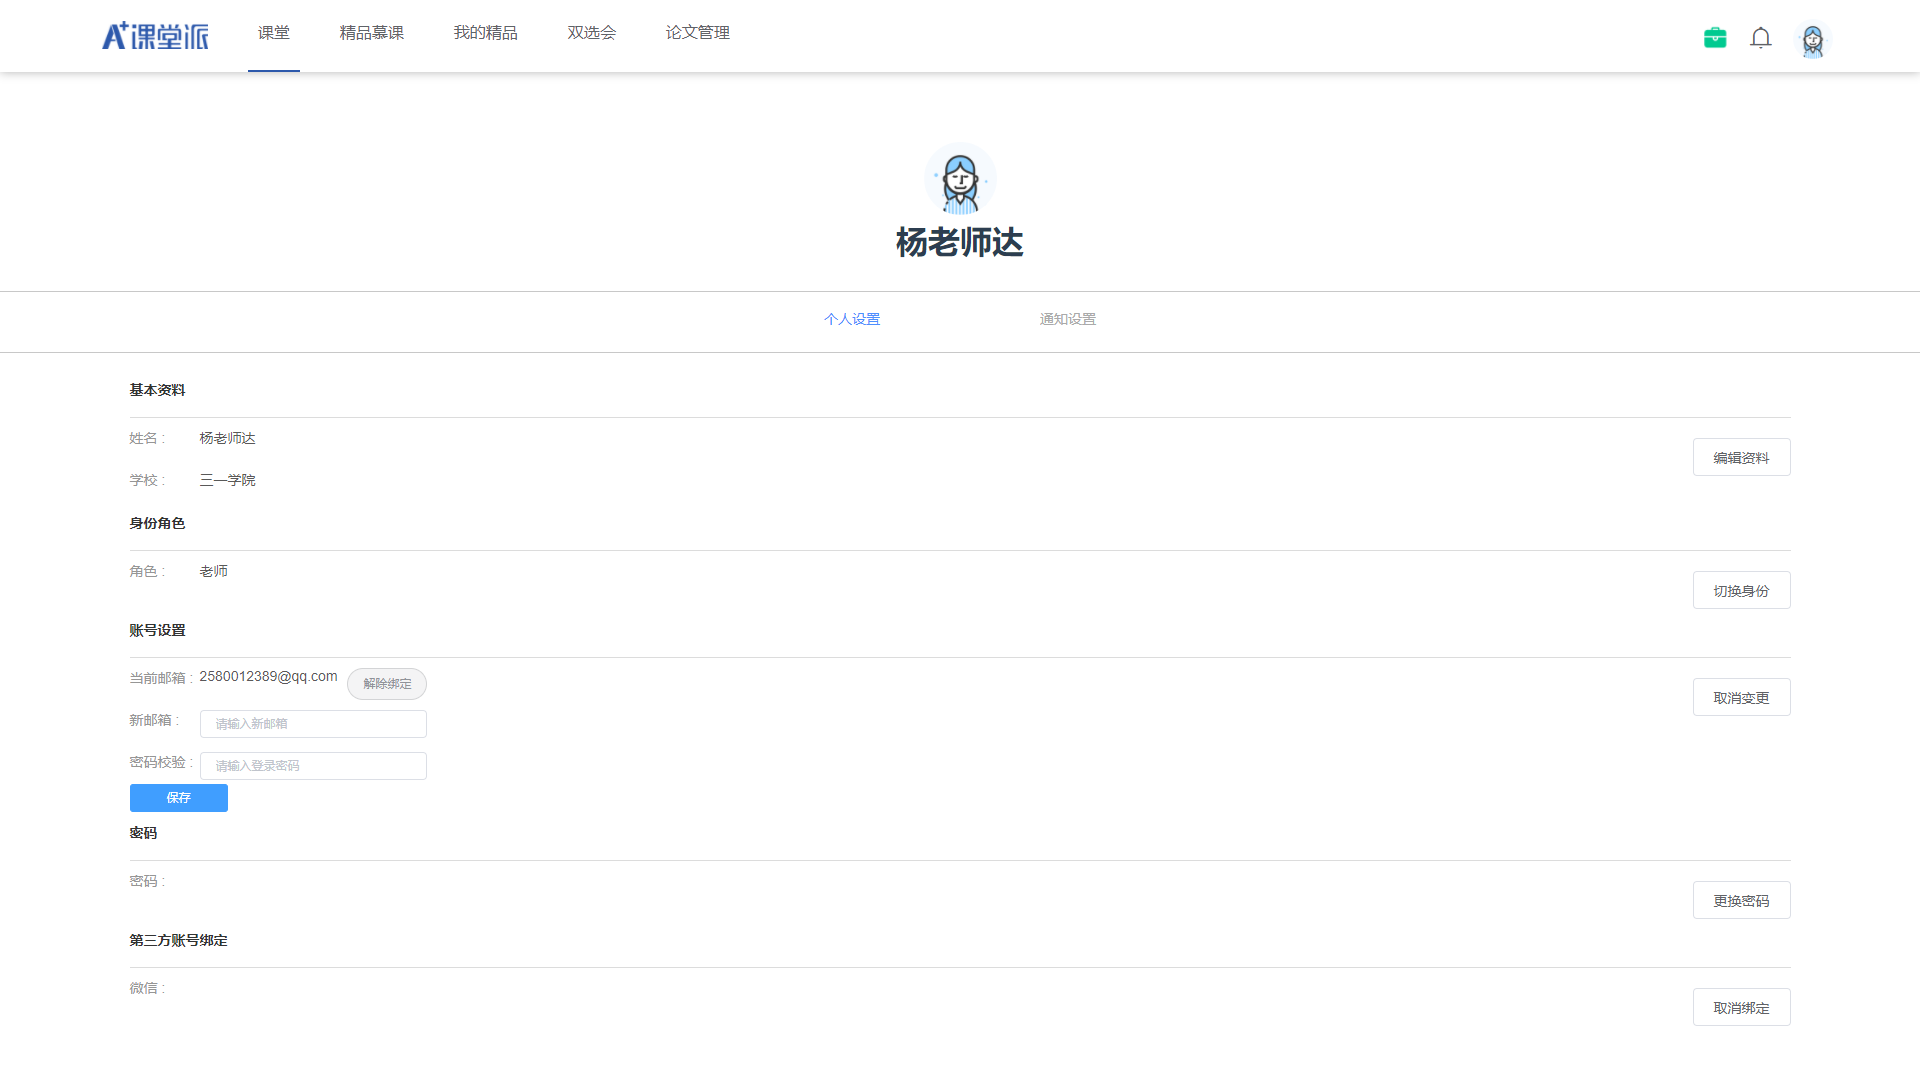 A+课堂派 课堂 精品慕课 我的精品 双选会 论文管理
杨老师达
个人设置 通知设置
基本资料
姓名 : 杨老师达
编辑资料
学校 : 三一学院
身份角色
角色 : 老师
切换身份
账号设置
当前邮箱 : 2580012389@qq.com 解除绑定
取消变更
新邮箱 : 请输入新邮箱
密码校验 : 请输入登录密码
保存
密码
密码 :
更换密码
第三方账号绑定
微信 :
取消绑定